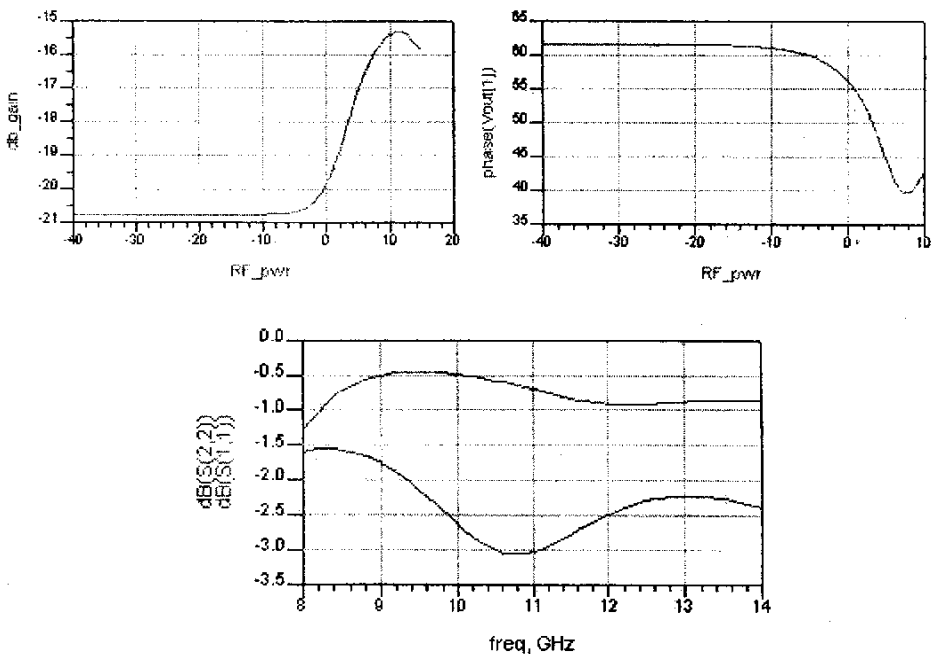 -15
-16
-17
-18
-19
-20
-21
db_gain
-40 -30 -20 -10 0 10 20
RF_pwr
65
60
55
50
45
40
35
phase(Vout[1])
-40 -30 -20 -10 0 10
RF_pwr
0.0
-0.5
-1.0
-1.5
-2.0
-2.5
-3.0
-3.5
dB(S(2,2))
dB(S(1,1))
8 9 10 11 12 13 14
freq, GHz